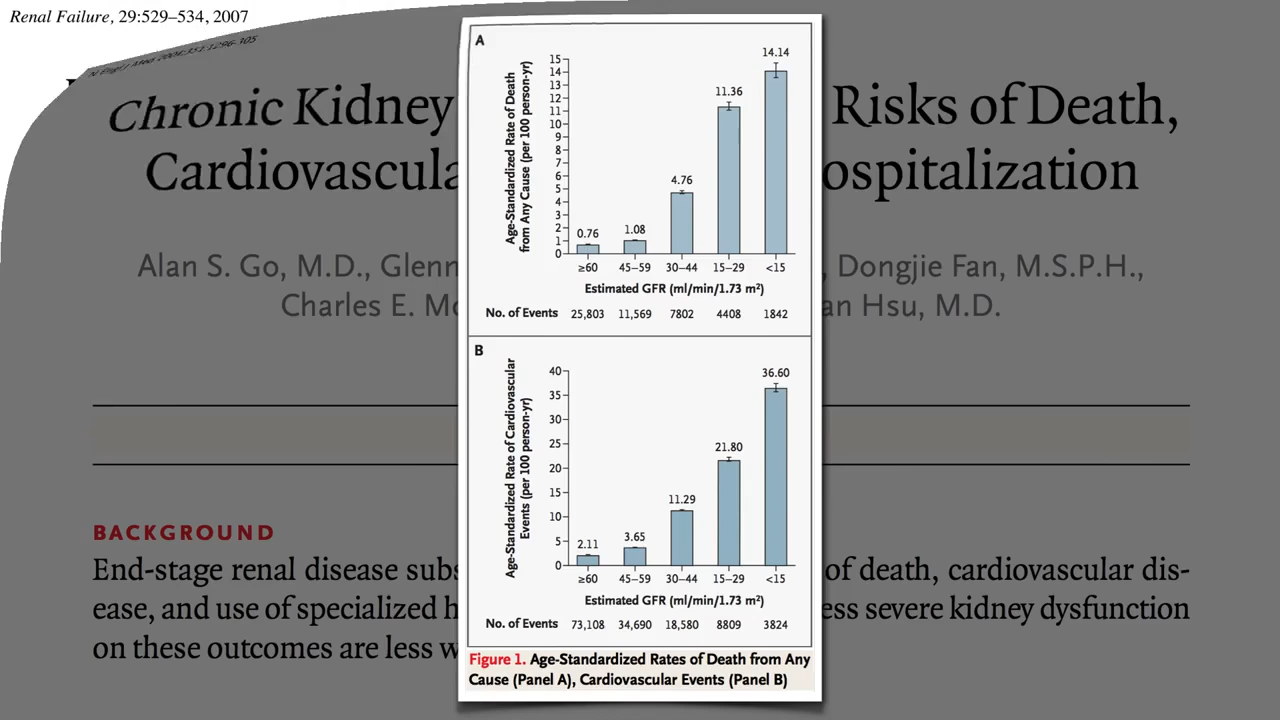 Renal Failure, 29:529–534, 2007
N Engl J Med 2004;351:1296-305
Chronic Kidney Risks of Death,
Cardiovascula ospitalization
Alan S. Go, M.D., Glenn , Dongjie Fan, M.S.P.H.,
Charles E. Mc an Hsu, M.D.
BACKGROUND
End-stage renal disease subs of death, cardiovascular dis-
ease, and use of specialized h ess severe kidney dysfunction
on these outcomes are less w
A
Age-Standardized Rate of Death
from Any Cause (per 100 person-yr)
15
14
13
12
11
10
9
8
7
6
5
4
3
2
1
0
0.76
1.08
4.76
11.36
14.14
≥60 45–59 30–44 15–29 <15
Estimated GFR (ml/min/1.73 m²)
No. of Events 25,803 11,569 7802 4408 1842
B
Age-Standardized Rate of Cardiovascular
Events (per 100 person-yr)
40
35
30
25
20
15
10
5
0
2.11
3.65
11.29
21.80
36.60
≥60 45–59 30–44 15–29 <15
Estimated GFR (ml/min/1.73 m²)
No. of Events 73,108 34,690 18,580 8809 3824
Figure 1. Age-Standardized Rates of Death from Any
Cause (Panel A), Cardiovascular Events (Panel B)